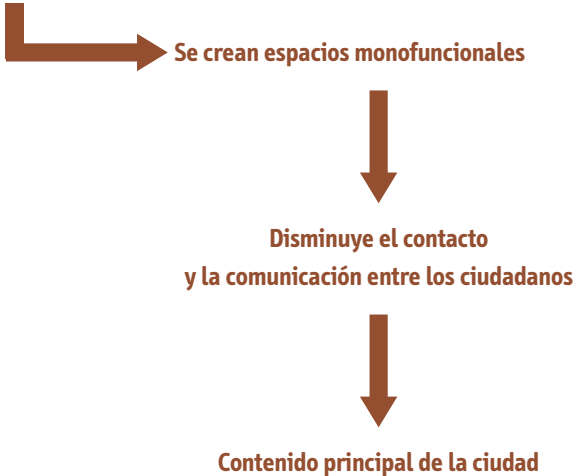 Se crean espacios monofuncionales
Disminuye el contacto
y la comunicación entre los ciudadanos
Contenido principal de la ciudad